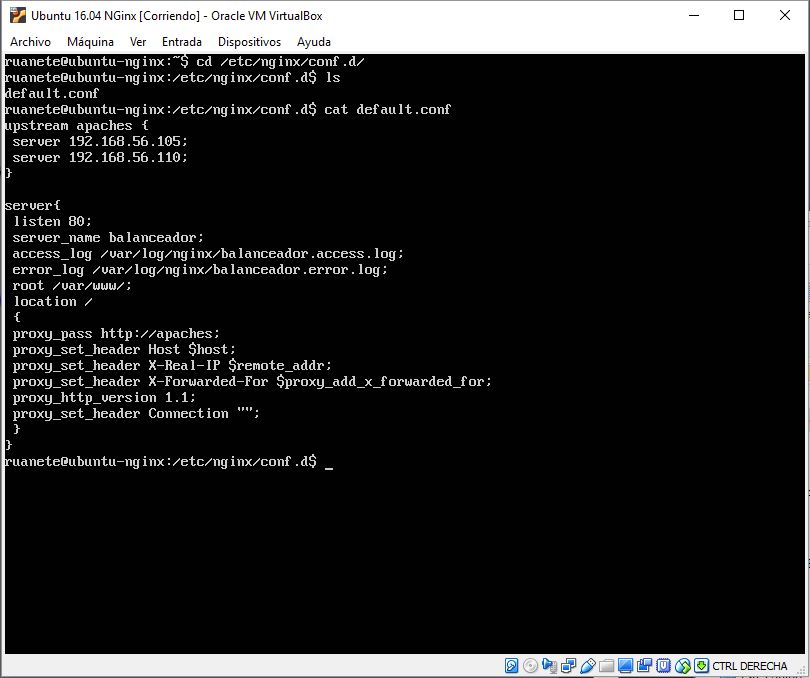 Ubuntu 16.04 NGinx [Corriendo] - Oracle VM VirtualBox
Archivo Máquina Ver Entrada Dispositivos Ayuda
ruanete@ubuntu-nginx:~$ cd /etc/nginx/conf.d/
ruanete@ubuntu-nginx:/etc/nginx/conf.d$ ls
default.conf
ruanete@ubuntu-nginx:/etc/nginx/conf.d$ cat default.conf
upstream apaches {
 server 192.168.56.105;
 server 192.168.56.110;
}
server{
 listen 80;
 server_name balanceador;
 access_log /var/log/nginx/balanceador.access.log;
 error_log /var/log/nginx/balanceador.error.log;
 root /var/www/;
 location /
 {
 proxy_pass http://apaches;
 proxy_set_header Host $host;
 proxy_set_header X-Real-IP $remote_addr;
 proxy_set_header X-Forwarded-For $proxy_add_x_forwarded_for;
 proxy_http_version 1.1;
 proxy_set_header Connection "";
 }
}
ruanete@ubuntu-nginx:/etc/nginx/conf.d$ _
CTRL DERECHA